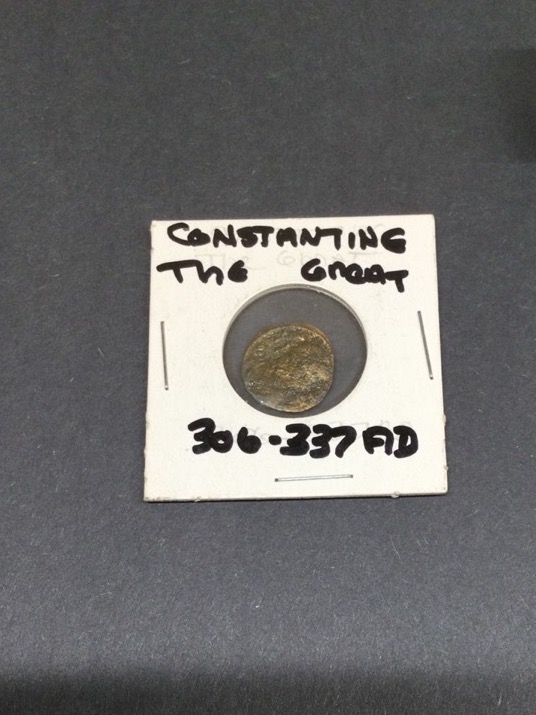 CONSTANTINE
THE GREAT
306-337 AD